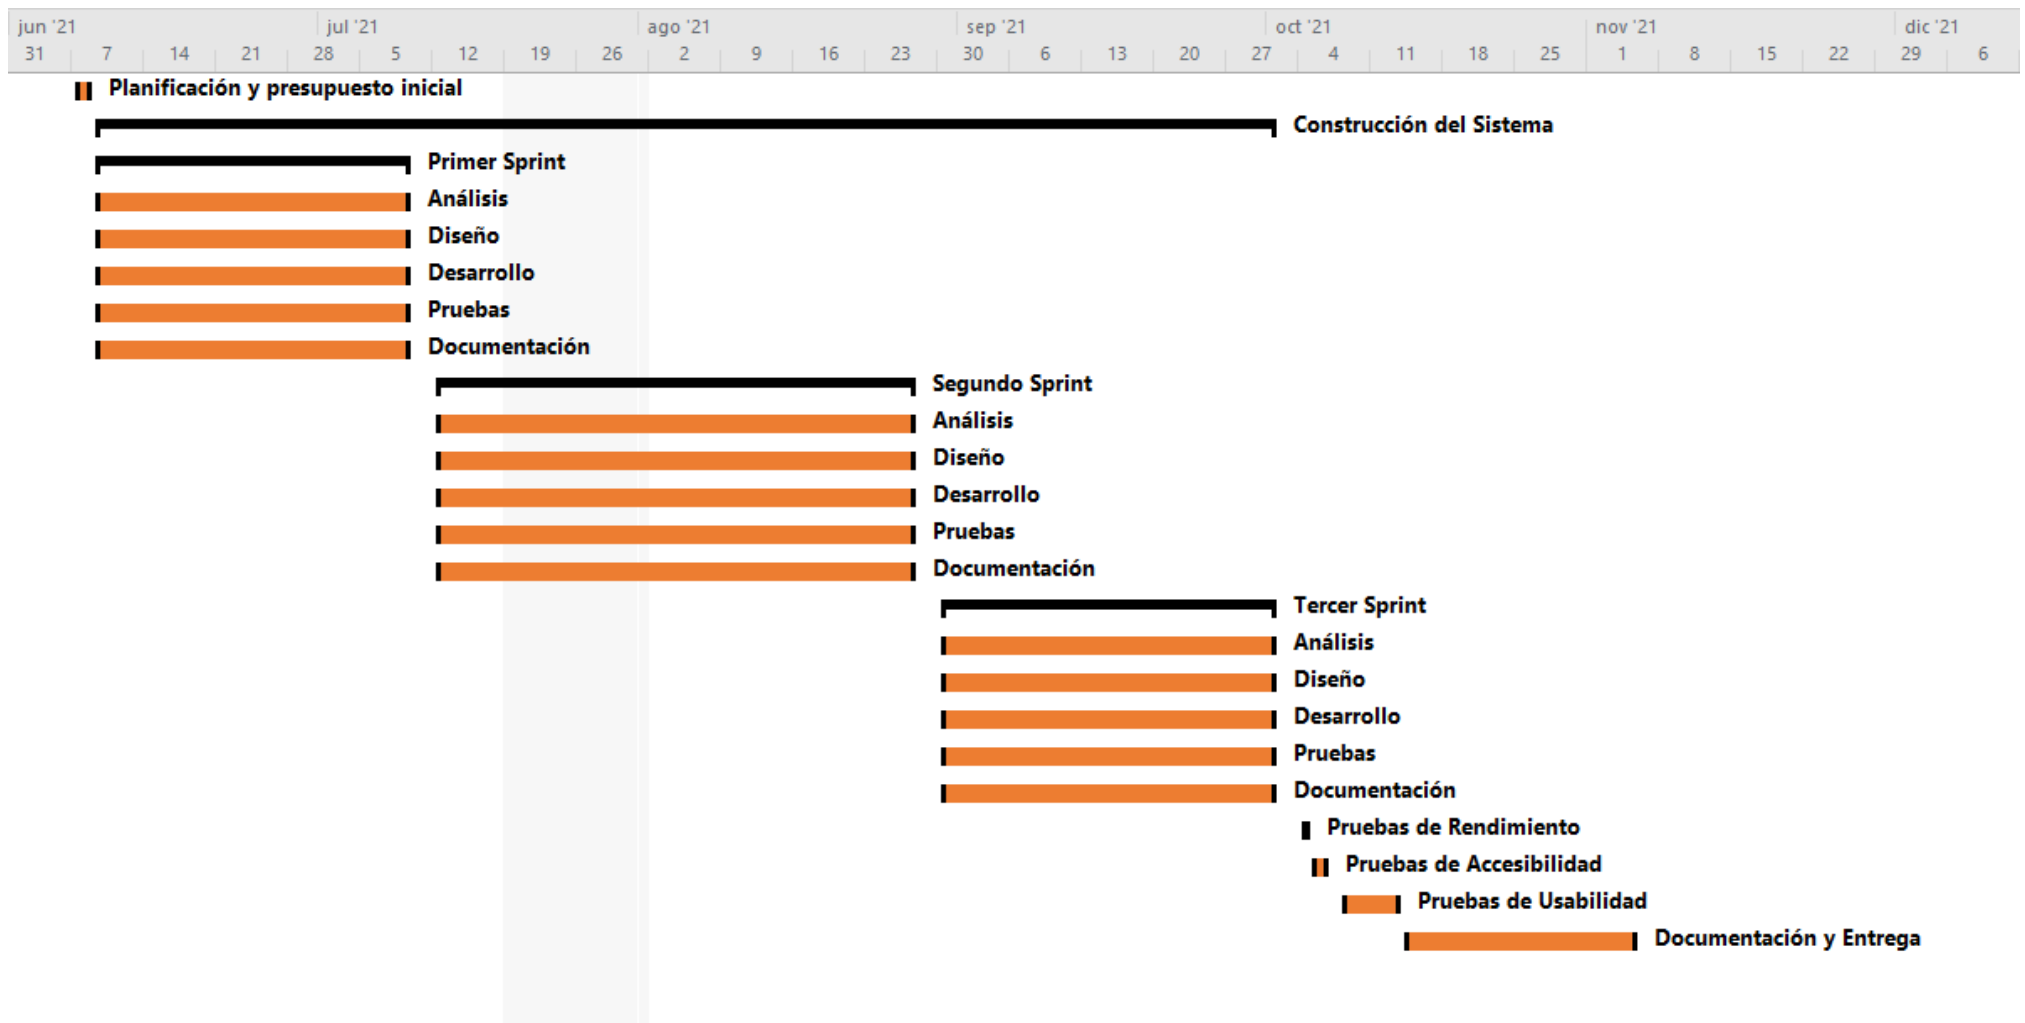 jun '21 jul '21 ago '21 sep '21 oct '21 nov '21 dic '21
31 7 14 21 28 5 12 19 26 2 9 16 23 30 6 13 20 27 4 11 18 25 1 8 15 22 29 6
Planificación y presupuesto inicial
Construcción del Sistema
Primer Sprint
Análisis
Diseño
Desarrollo
Pruebas
Documentación
Segundo Sprint
Análisis
Diseño
Desarrollo
Pruebas
Documentación
Tercer Sprint
Análisis
Diseño
Desarrollo
Pruebas
Documentación
Pruebas de Rendimiento
Pruebas de Accesibilidad
Pruebas de Usabilidad
Documentación y Entrega